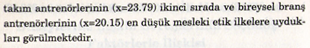 takım antrenörlerinin (x=23.79) ikinci sırada ve bireysel branş
antrenörlerinin (x=20.15) en düşük mesleki etik ilkelere uyduk-
ları görülmektedir.